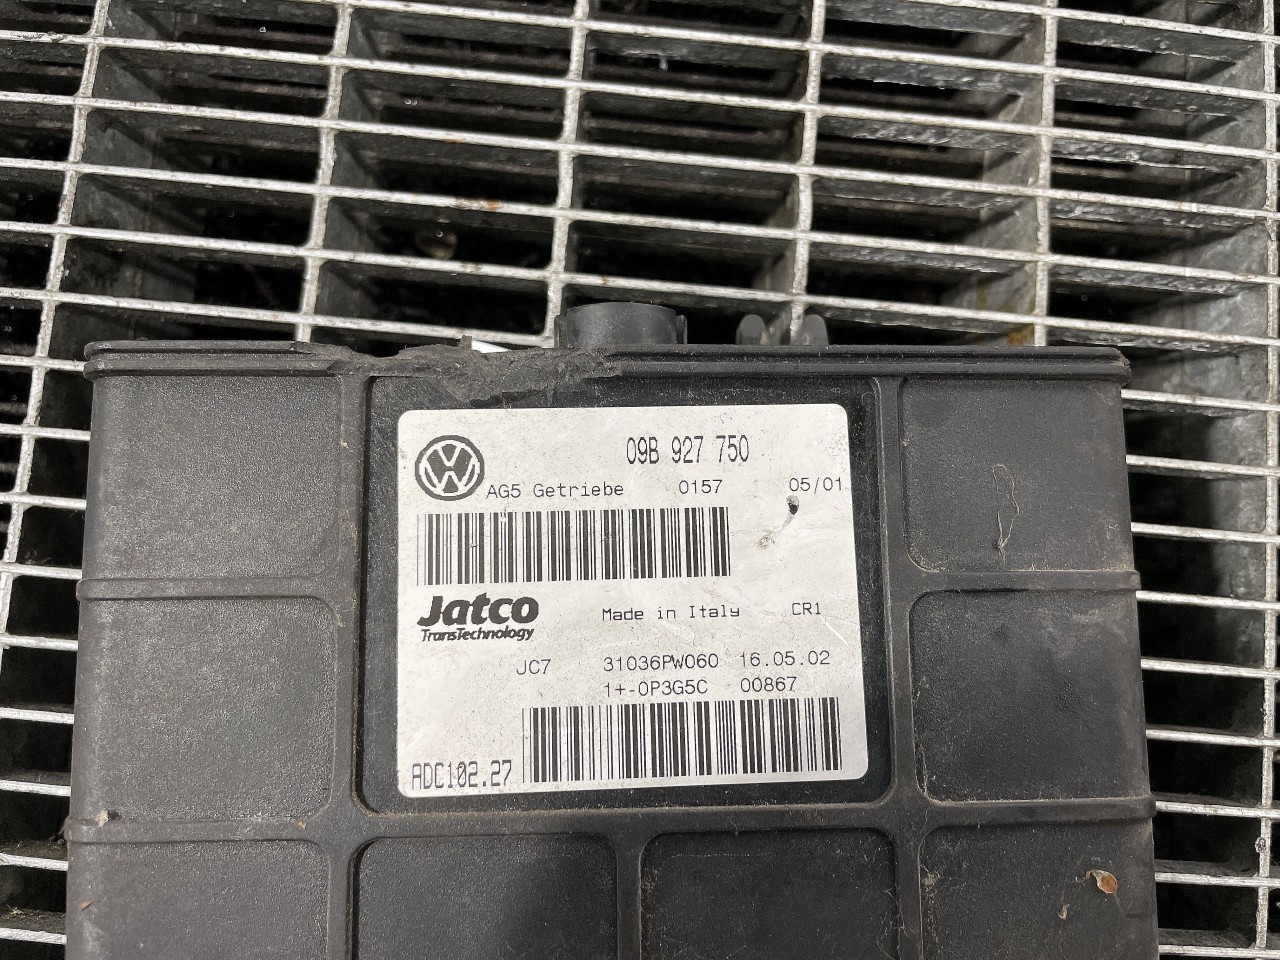 09B 927 750
AG5 Getriebe 0157 05/01
Jatco
TransTechnology
Made in Italy CR1
JC7 31036PW060 16.05.02
1+-0P3G5C 00867
ADC102.27